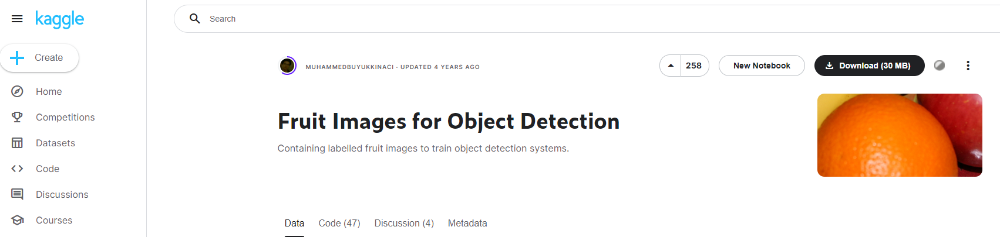 kaggle
Search
Create
Home
Competitions
Datasets
Code
Discussions
Courses
MUHAMMEDBUYUKKINACI · UPDATED 4 YEARS AGO
258
New Notebook
Download (30 MB)
Fruit Images for Object Detection
Containing labelled fruit images to train object detection systems.
Data Code (47) Discussion (4) Metadata